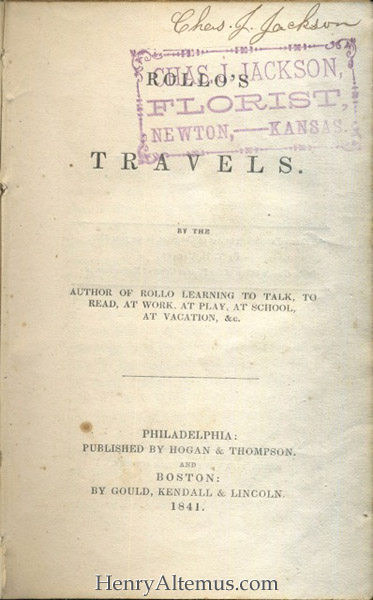 Chas. J. Jackson
CHAS. J. JACKSON,
ROLLO'S
FLORIST,
NEWTON,—KANSAS.
TRAVELS.
BY THE
AUTHOR OF ROLLO LEARNING TO TALK, TO
READ, AT WORK, AT PLAY, AT SCHOOL,
AT VACATION, &c.
PHILADELPHIA:
PUBLISHED BY HOGAN & THOMPSON.
AND
BOSTON:
BY GOULD, KENDALL & LINCOLN.
1841.
HenryAltemus.com